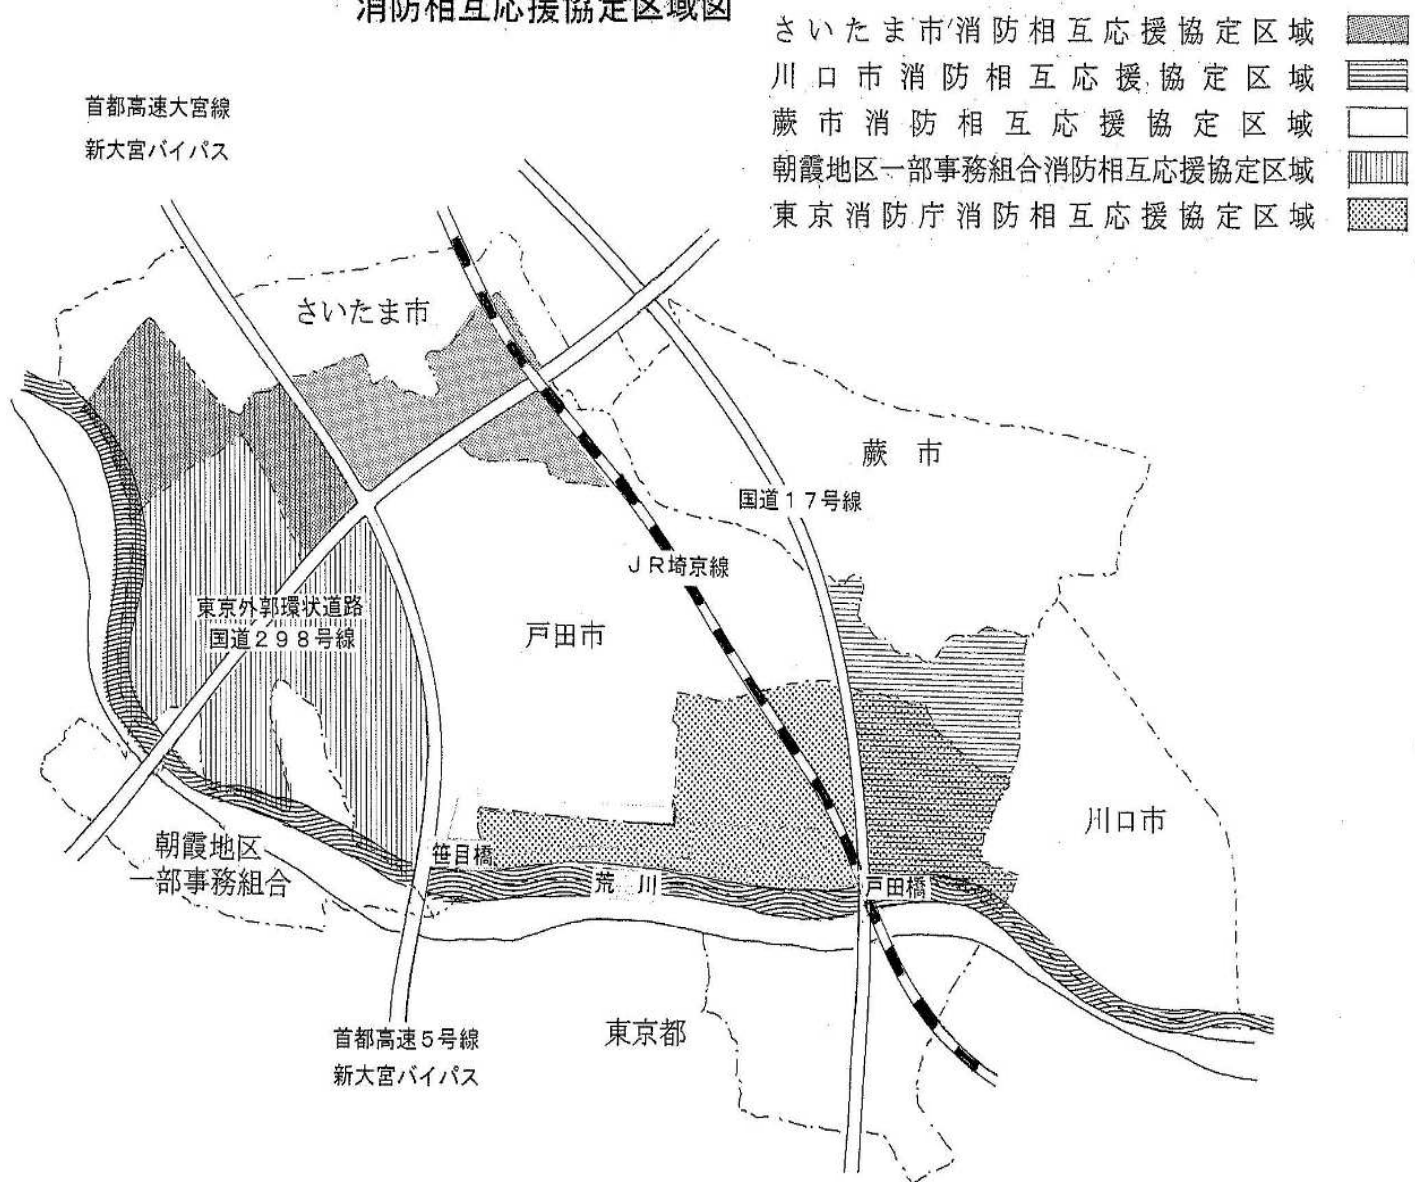 消防相互応援協定区域図
さいたま市消防相互応援協定区域
川口市消防相互応援協定区域
蕨市消防相互応援協定区域
朝霞地区一部事務組合消防相互応援協定区域
東京消防庁消防相互応援協定区域
首都高速大宮線
新大宮バイパス
さいたま市
蕨市
国道17号線
JR埼京線
東京外郭環状道路
国道298号線
戸田市
川口市
朝霞地区
一部事務組合
笹目橋
荒川
戸田橋
首都高速5号線
新大宮バイパス
東京都